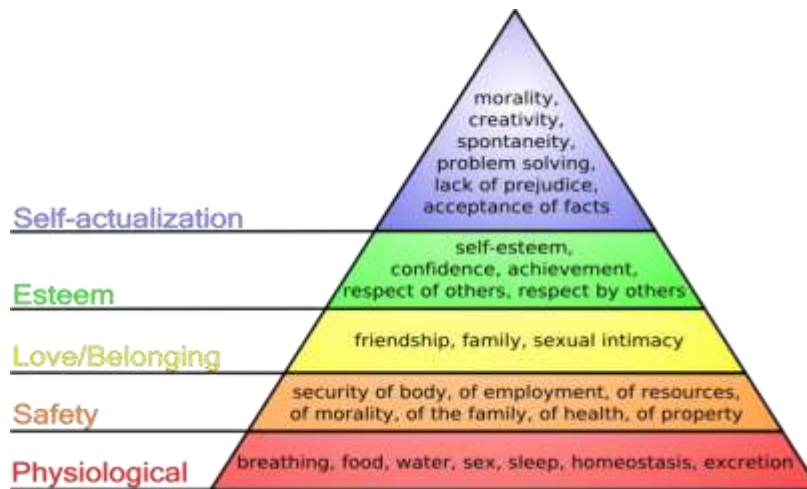 morality,
creativity,
spontaneity,
problem solving,
lack of prejudice,
acceptance of facts
Self-actualization
self-esteem,
confidence, achievement,
respect of others, respect by others
Esteem
friendship, family, sexual intimacy
Love/Belonging
security of body, of employment, of resources,
of morality, of the family, of health, of property
Safety
breathing, food, water, sex, sleep, homeostasis, excretion
Physiological